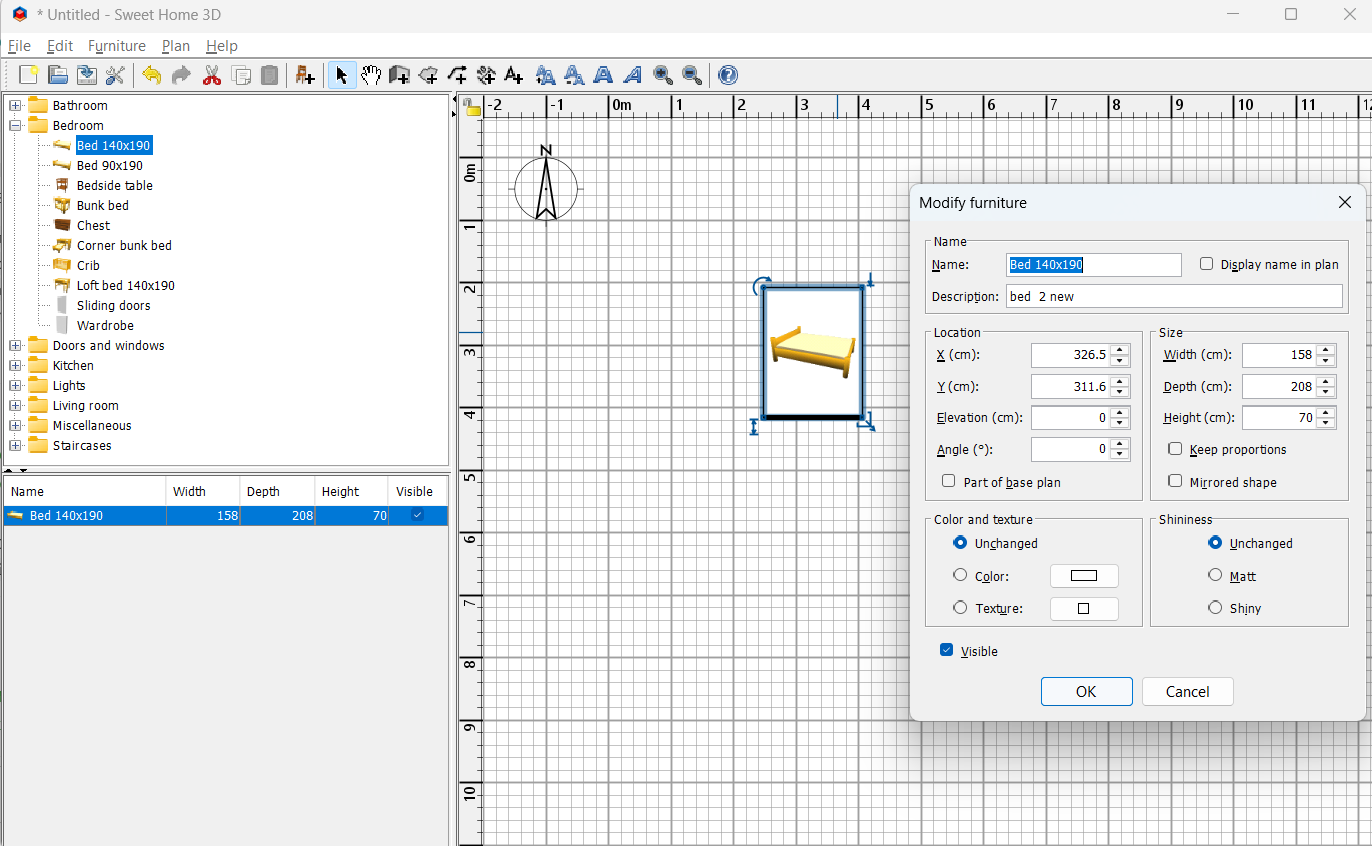 * Untitled - Sweet Home 3D
File Edit Furniture Plan Help
Bathroom
Bedroom
Bed 140x190
Bed 90x190
Bedside table
Bunk bed
Chest
Corner bunk bed
Crib
Loft bed 140x190
Sliding doors
Wardrobe
Doors and windows
Kitchen
Lights
Living room
Miscellaneous
Staircases
Name Width Depth Height Visible
Bed 140x190 158 208 70
-2 -1 0m 1 2 3 4 5 6 7 8 9 10 11 12
0m
1
2
3
4
5
6
7
8
9
10
N
Modify furniture
Name
Name: Bed 140x190 Display name in plan
Description: bed 2 new
Location
X (cm): 326.5
Y (cm): 311.6
Elevation (cm): 0
Angle (°): 0
Part of base plan
Size
Width (cm): 158
Depth (cm): 208
Height (cm): 70
Keep proportions
Mirrored shape
Color and texture
Unchanged
Color:
Texture:
Shininess
Unchanged
Matt
Shiny
Visible
OK Cancel